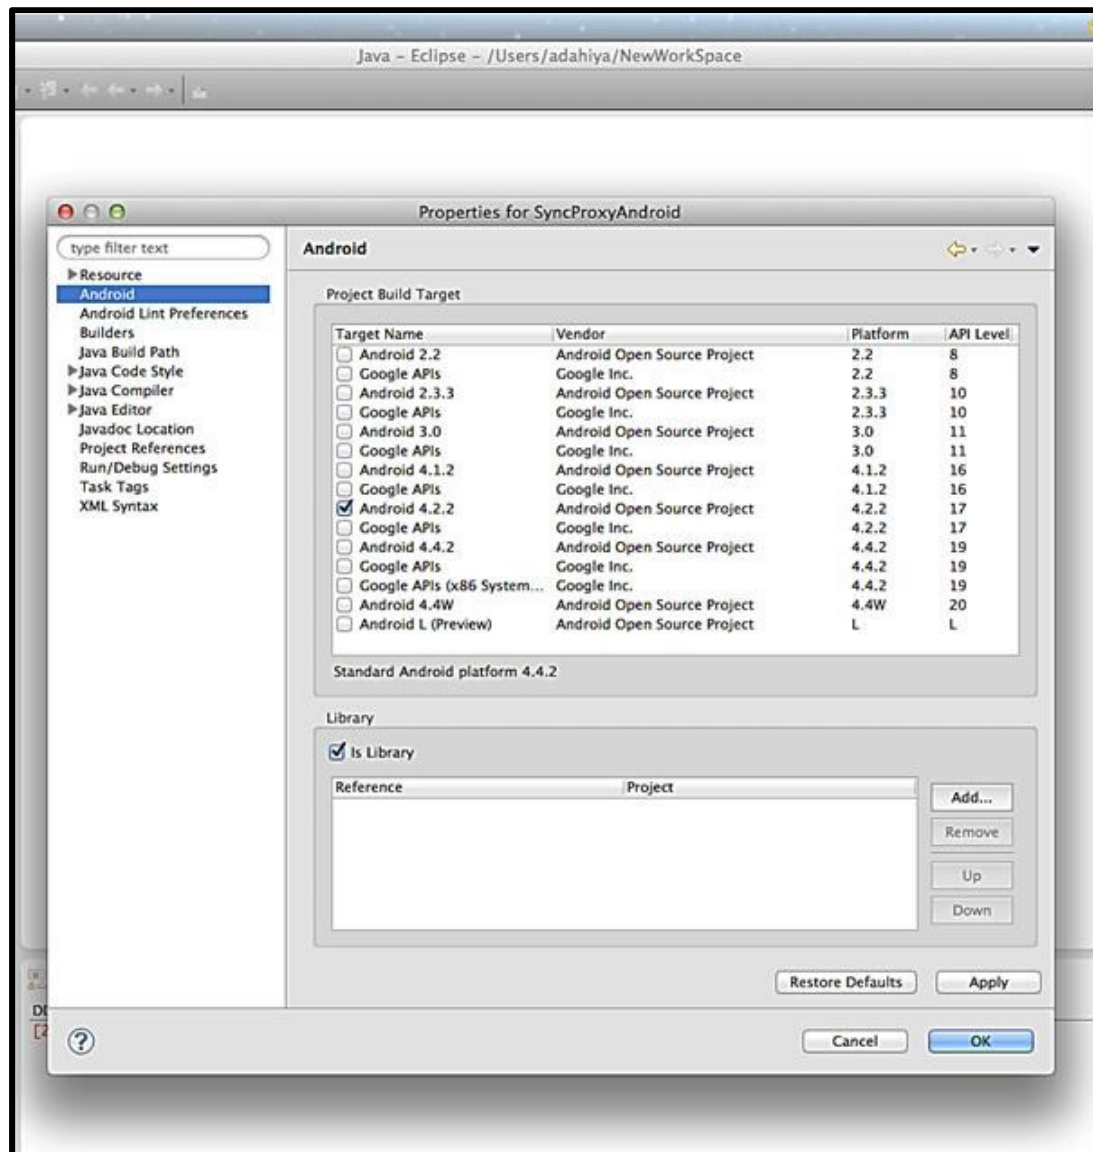 Java – Eclipse – /Users/adahiya/NewWorkSpace
Properties for SyncProxyAndroid
type filter text
Resource
Android
Android Lint Preferences
Builders
Java Build Path
Java Code Style
Java Compiler
Java Editor
Javadoc Location
Project References
Run/Debug Settings
Task Tags
XML Syntax
Android
Project Build Target
Target Name Vendor Platform API Level
Android 2.2 Android Open Source Project 2.2 8
Google APIs Google Inc. 2.2 8
Android 2.3.3 Android Open Source Project 2.3.3 10
Google APIs Google Inc. 2.3.3 10
Android 3.0 Android Open Source Project 3.0 11
Google APIs Google Inc. 3.0 11
Android 4.1.2 Android Open Source Project 4.1.2 16
Google APIs Google Inc. 4.1.2 16
Android 4.2.2 Android Open Source Project 4.2.2 17
Google APIs Google Inc. 4.2.2 17
Android 4.4.2 Android Open Source Project 4.4.2 19
Google APIs Google Inc. 4.4.2 19
Google APIs (x86 System... Google Inc. 4.4.2 19
Android 4.4W Android Open Source Project 4.4W 20
Android L (Preview) Android Open Source Project L L
Standard Android platform 4.4.2
Library
Is Library
Reference Project
Add...
Remove
Up
Down
Restore Defaults Apply
? Cancel OK